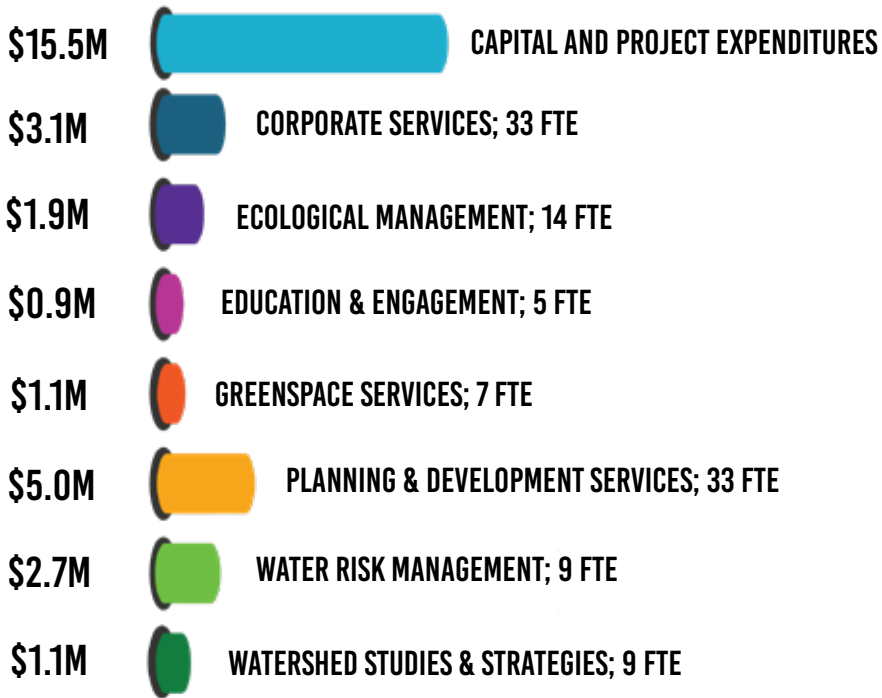 $15.5M CAPITAL AND PROJECT EXPENDITURES
$3.1M CORPORATE SERVICES; 33 FTE
$1.9M ECOLOGICAL MANAGEMENT; 14 FTE
$0.9M EDUCATION & ENGAGEMENT; 5 FTE
$1.1M GREENSPACE SERVICES; 7 FTE
$5.0M PLANNING & DEVELOPMENT SERVICES; 33 FTE
$2.7M WATER RISK MANAGEMENT; 9 FTE
$1.1M WATERSHED STUDIES & STRATEGIES; 9 FTE